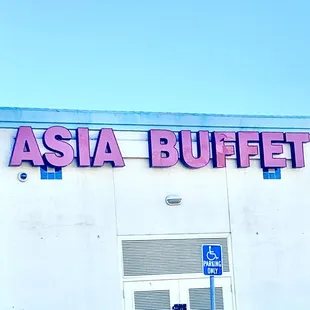 ASIA BUFFET
PARKING
ONLY